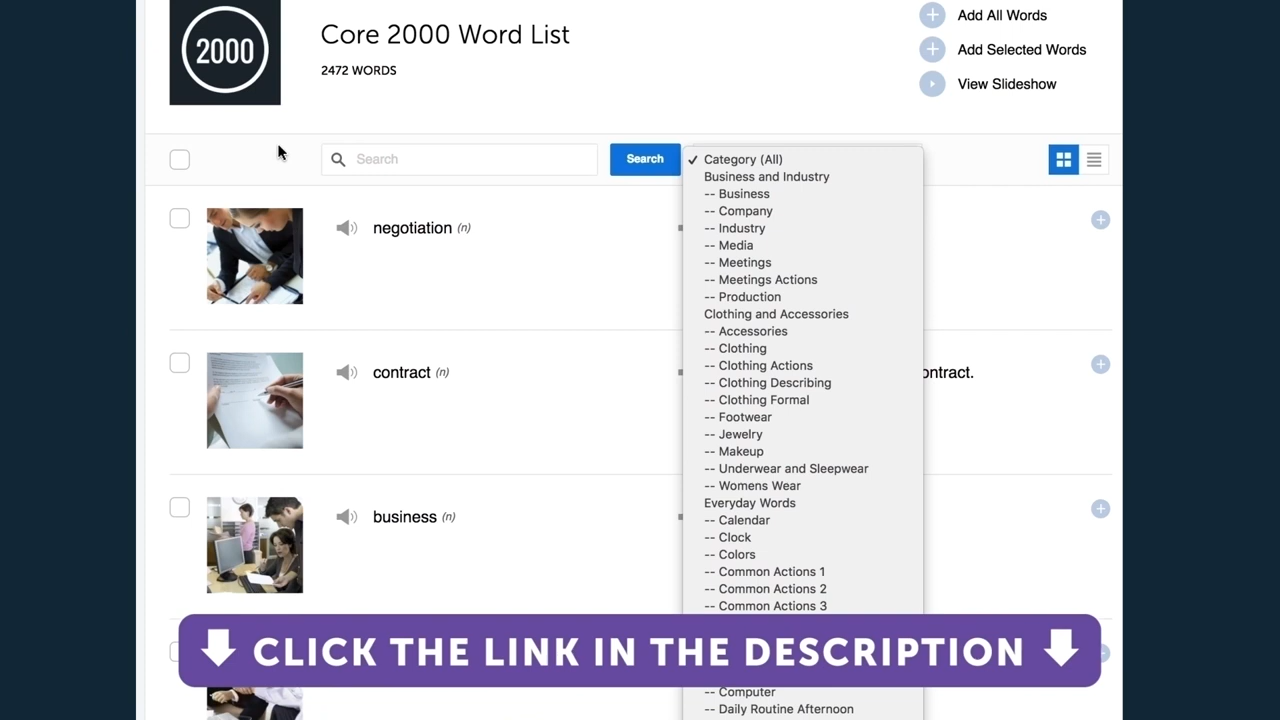 2000
Core 2000 Word List
2472 WORDS
Add All Words
Add Selected Words
View Slideshow
Search
Search
✓ Category (All)
Business and Industry
-- Business
-- Company
-- Industry
-- Media
-- Meetings
-- Meetings Actions
-- Production
Clothing and Accessories
-- Accessories
-- Clothing
-- Clothing Actions
-- Clothing Describing
-- Clothing Formal
-- Footwear
-- Jewelry
-- Makeup
-- Underwear and Sleepwear
-- Womens Wear
Everyday Words
-- Calendar
-- Clock
-- Colors
-- Common Actions 1
-- Common Actions 2
-- Common Actions 3
-- Computer
-- Daily Routine Afternoon
negotiation (n)
contract (n)
ontract.
business (n)
CLICK THE LINK IN THE DESCRIPTION